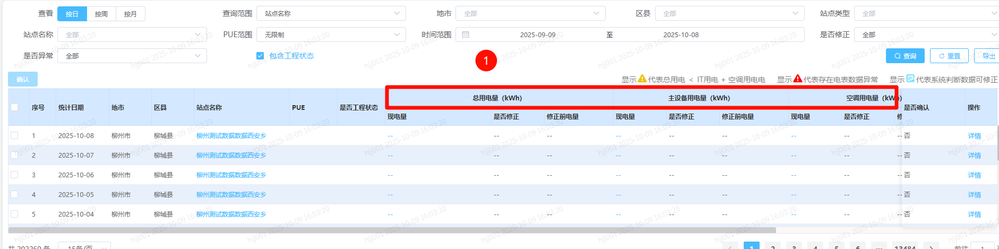 查看 按日 按周 按月 查询范围 站点名称 地市 全部 区县 全部 站点类型 全部
站点名称 全部 PUE范围 无限制 时间范围 2025-09-09 至 2025-10-08 是否修正 全部
是否异常 全部 包含工程状态 1 查询 重置 导出
确认 显示 代表总用电 < IT用电 + 空调用电电 显示 代表存在电表数据异常 显示 代表系统判断数据可修正
总用电量（kWh） 主设备用电量（kWh） 空调用电量（kWh）
序号 统计日期 地市 区县 站点名称 PUE 是否工程状态 是否确认 操作
现电量 是否修正 修正前电量 现电量 是否修正 修正前电量 现电量 是否修正
1 2025-10-08 柳州市 柳城县 柳州测试数据数据西安乡 -- -- -- -- -- -- -- -- -- 否 详情
2 2025-10-07 柳州市 柳城县 柳州测试数据数据西安乡 -- -- -- -- -- -- -- -- -- 否 详情
3 2025-10-06 柳州市 柳城县 柳州测试数据数据西安乡 -- -- -- -- -- -- -- -- -- 否 详情
4 2025-10-05 柳州市 柳城县 柳州测试数据数据西安乡 -- -- -- -- -- -- -- -- -- 否 详情
5 2025-10-04 柳州市 柳城县 柳州测试数据数据西安乡 -- -- -- -- -- -- -- -- -- 否 详情
共 202260 条 15条/页 1 2 3 4 5 6 ··· 13484 前往 1
hjj001 2025-10-09 16:03:20